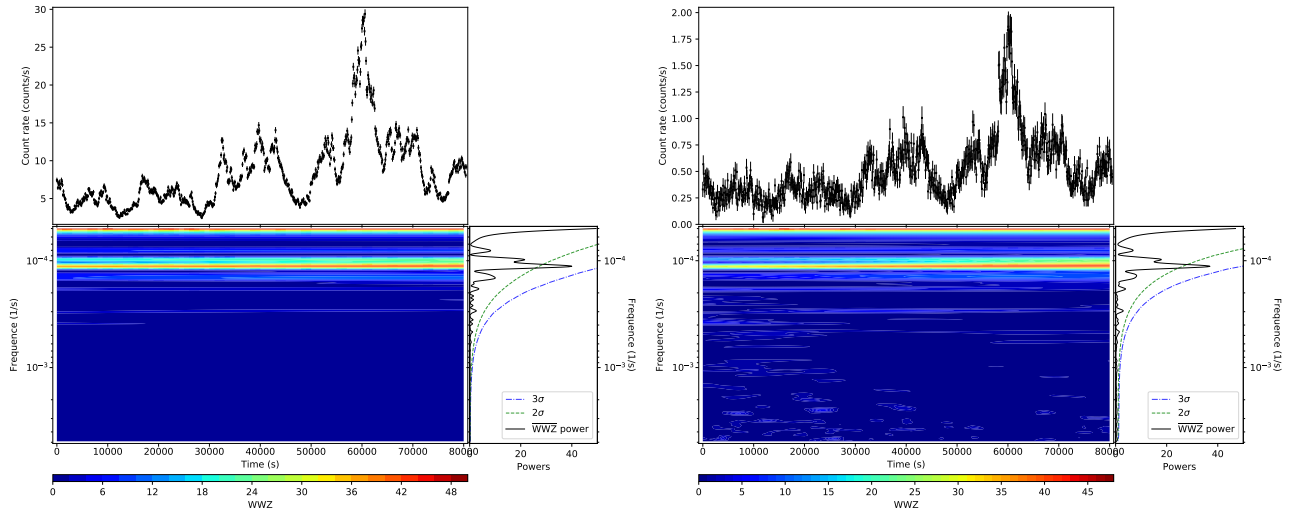 30
25
20
15
10
5
Count rate (counts/s)
10⁻⁴
10⁻³
Frequence (1/s)
0 10000 20000 30000 40000 50000 60000 70000 80000
Time (s)
3σ
2σ
WWZ power
0 20 40
Powers
10⁻⁴
10⁻³
Frequence (1/s)
0 6 12 18 24 30 36 42 48
WWZ
2.00
1.75
1.50
1.25
1.00
0.75
0.50
0.25
0.00
Count rate (counts/s)
10⁻⁴
10⁻³
Frequence (1/s)
0 10000 20000 30000 40000 50000 60000 70000 80000
Time (s)
3σ
2σ
WWZ power
0 20 40
Powers
10⁻⁴
10⁻³
Frequence (1/s)
0 5 10 15 20 25 30 35 40 45
WWZ